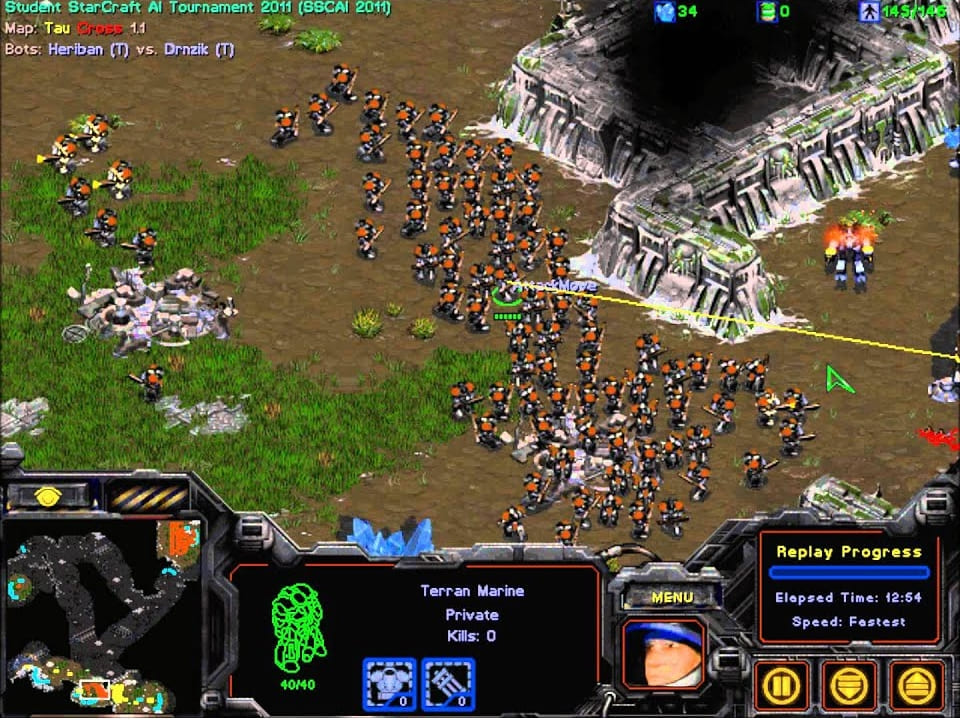 Student StarCraft AI Tournament 2011 (SSCAI 2011)
34 0 145/146
Map: Tau Cross 1.1
Bots: Heriban (T) vs. Drnzik (T)
AttackMove
Replay Progress
Elapsed Time: 12:54
Speed: Fastest
Terran Marine
Private
Kills: 0
40/40
0 0
MENU